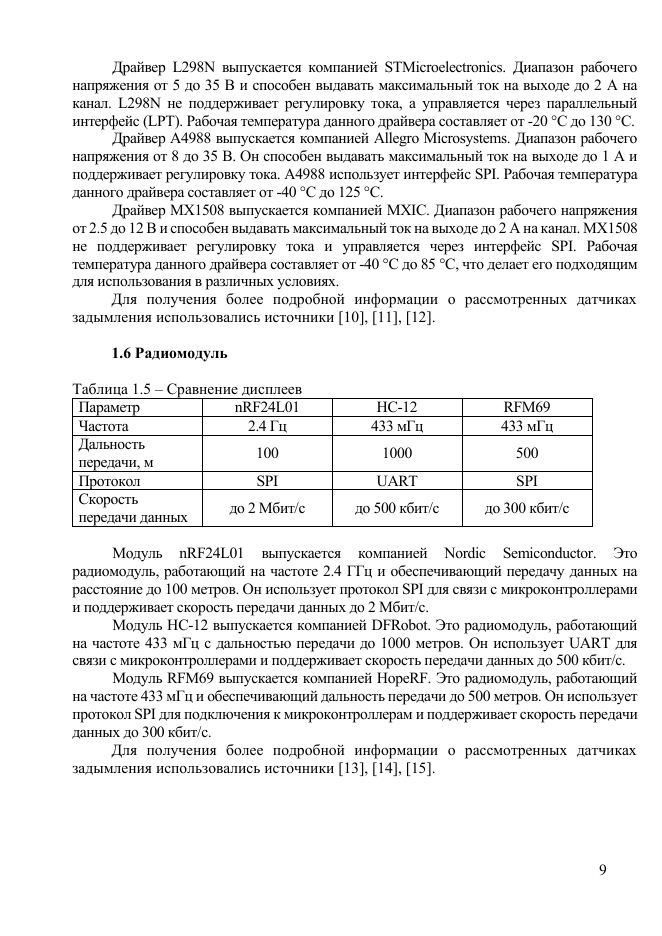 Драйвер L298N выпускается компанией STMicroelectronics. Диапазон рабочего
напряжения от 5 до 35 В и способен выдавать максимальный ток на выходе до 2 А на
канал. L298N не поддерживает регулировку тока, а управляется через параллельный
интерфейс (LPT). Рабочая температура данного драйвера составляет от -20 °С до 130 °С.
Драйвер A4988 выпускается компанией Allegro Microsystems. Диапазон рабочего
напряжения от 8 до 35 В. Он способен выдавать максимальный ток на выходе до 1 А и
поддерживает регулировку тока. A4988 использует интерфейс SPI. Рабочая температура
данного драйвера составляет от -40 °С до 125 °С.
Драйвер MX1508 выпускается компанией MXIC. Диапазон рабочего напряжения
от 2.5 до 12 В и способен выдавать максимальный ток на выходе до 2 А на канал. MX1508
не поддерживает регулировку тока и управляется через интерфейс SPI. Рабочая
температура данного драйвера составляет от -40 °С до 85 °С, что делает его подходящим
для использования в различных условиях.
Для получения более подробной информации о рассмотренных датчиках
задымления использовались источники [10], [11], [12].
1.6 Радиомодуль
Таблица 1.5 – Сравнение дисплеев
Параметр nRF24L01 HC-12 RFM69
Частота 2.4 Гц 433 мГц 433 мГц
Дальность
передачи, м 100 1000 500
Протокол SPI UART SPI
Скорость
передачи данных до 2 Мбит/с до 500 кбит/с до 300 кбит/с
Модуль nRF24L01 выпускается компанией Nordic Semiconductor. Это
радиомодуль, работающий на частоте 2.4 ГГц и обеспечивающий передачу данных на
расстояние до 100 метров. Он использует протокол SPI для связи с микроконтроллерами
и поддерживает скорость передачи данных до 2 Мбит/с.
Модуль HC-12 выпускается компанией DFRobot. Это радиомодуль, работающий
на частоте 433 мГц с дальностью передачи до 1000 метров. Он использует UART для
связи с микроконтроллерами и поддерживает скорость передачи данных до 500 кбит/с.
Модуль RFM69 выпускается компанией HopeRF. Это радиомодуль, работающий
на частоте 433 мГц и обеспечивающий дальность передачи до 500 метров. Он использует
протокол SPI для подключения к микроконтроллерам и поддерживает скорость передачи
данных до 300 кбит/с.
Для получения более подробной информации о рассмотренных датчиках
задымления использовались источники [13], [14], [15].
9